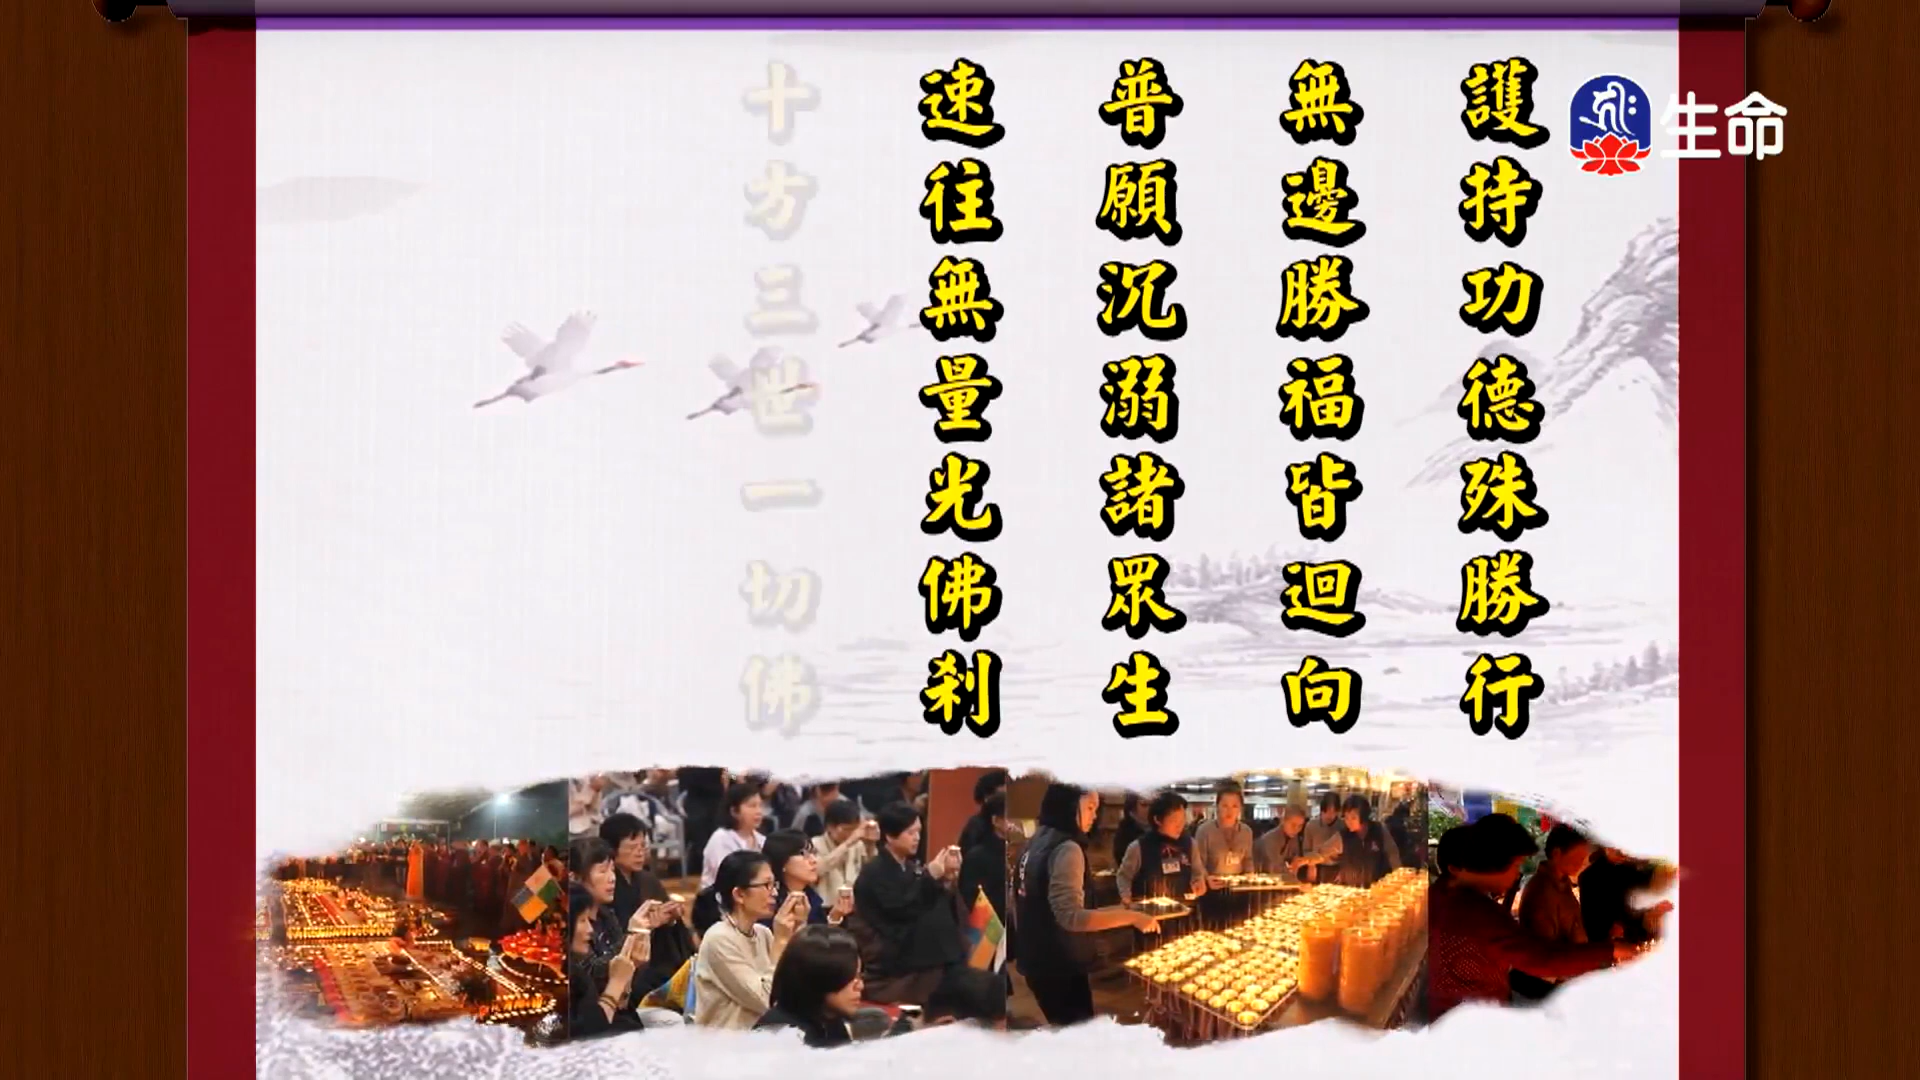 護持功德殊勝行
無邊勝福皆迴向
普願沉溺諸眾生
速往無量光佛剎
十方三世一切佛
生命